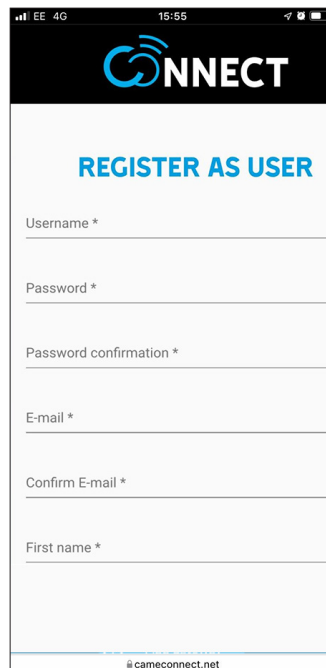 EE 4G 15:55
CONNECT
REGISTER AS USER
Username *
Password *
Password confirmation *
E-mail *
Confirm E-mail *
First name *
cameconnect.net